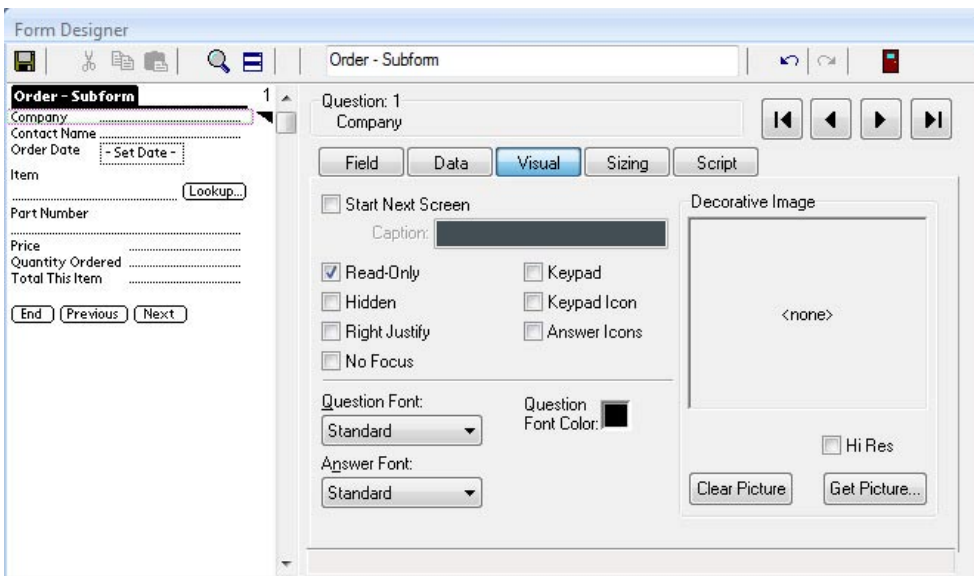 Form Designer
Order - Subform
Order - Subform 1
Company
Contact Name
Order Date - Set Date -
Item
Lookup...
Part Number
Price
Quantity Ordered
Total This Item
End Previous Next
Question: 1
Company
Field Data Visual Sizing Script
Start Next Screen
Caption:
Read-Only Keypad
Hidden Keypad Icon
Right Justify Answer Icons
No Focus
Question Font: Question
Font Color:
Standard
Answer Font:
Standard
Decorative Image
<none>
Hi Res
Clear Picture Get Picture...